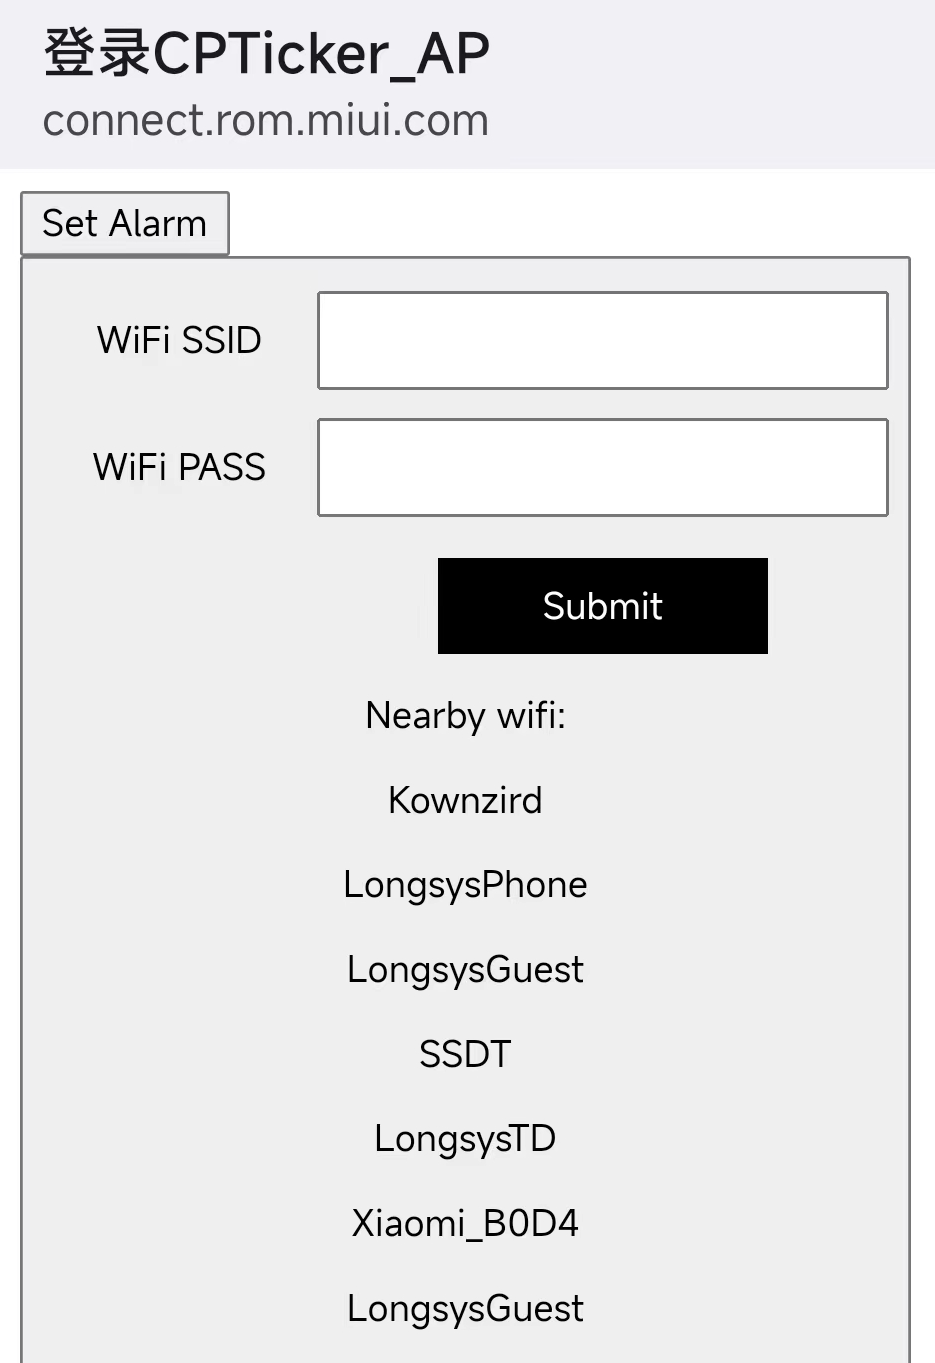 登录CPTicker_AP
connect.rom.miui.com
Set Alarm
WiFi SSID
WiFi PASS
Submit
Nearby wifi:
Kownzird
LongsysPhone
LongsysGuest
SSDT
LongsysTD
Xiaomi_B0D4
LongsysGuest